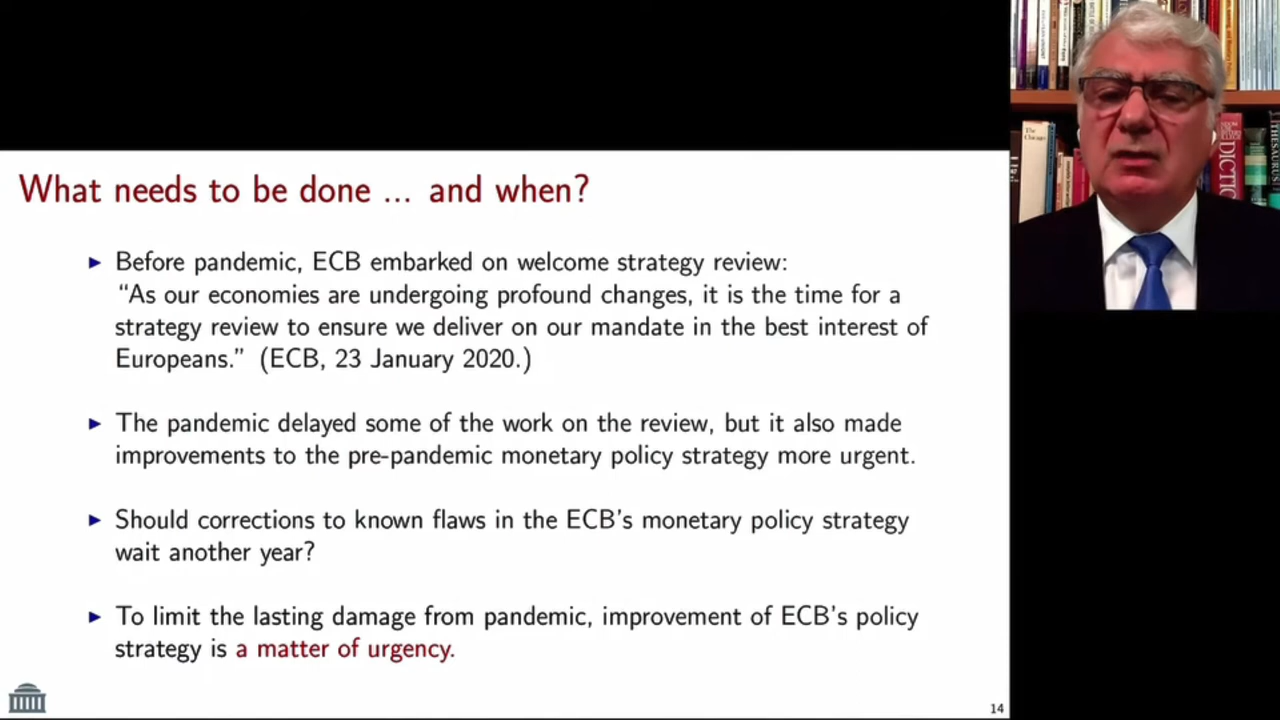 What needs to be done ... and when?
▶ Before pandemic, ECB embarked on welcome strategy review:
“As our economies are undergoing profound changes, it is the time for a
strategy review to ensure we deliver on our mandate in the best interest of
Europeans.” (ECB, 23 January 2020.)
▶ The pandemic delayed some of the work on the review, but it also made
improvements to the pre-pandemic monetary policy strategy more urgent.
▶ Should corrections to known flaws in the ECB’s monetary policy strategy
wait another year?
▶ To limit the lasting damage from pandemic, improvement of ECB’s policy
strategy is a matter of urgency.
14
The
Chicago
DICTIO
THESAURUS